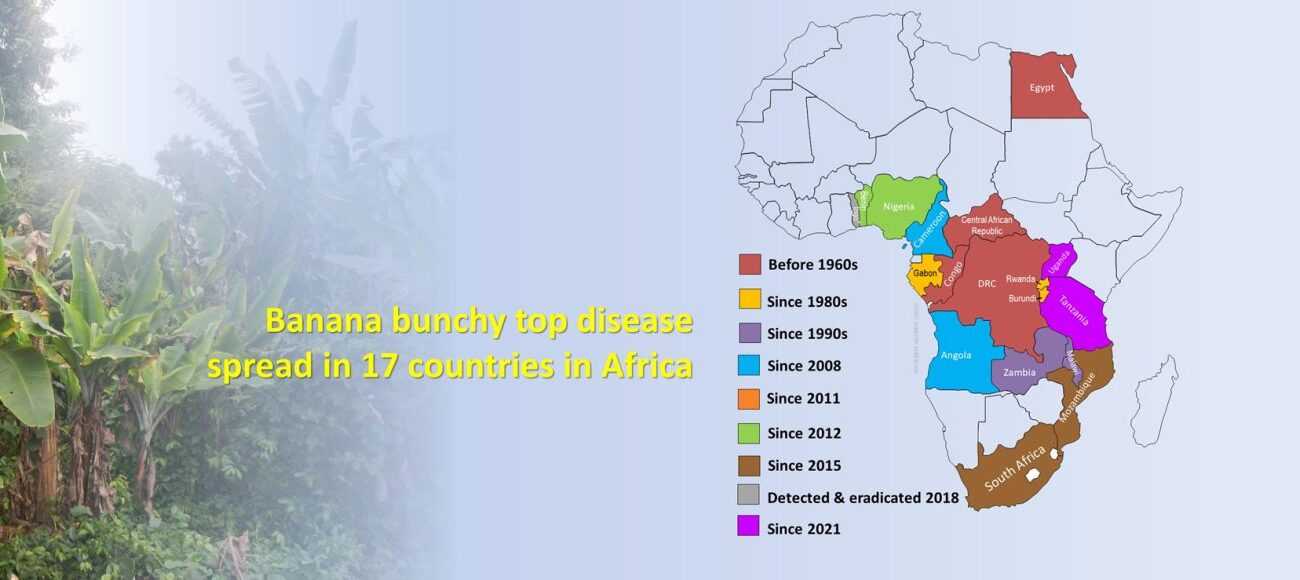 Banana bunchy top disease
spread in 17 countries in Africa
Before 1960s
Since 1980s
Since 1990s
Since 2008
Since 2011
Since 2012
Since 2015
Detected & eradicated 2018
Since 2021
Egypt
Togo
Benin
Nigeria
Cameroon
Central African
Republic
Gabon
Congo
DRC
Rwanda
Burundi
Uganda
Tanzania
Angola
Zambia
Malawi
Mozambique
South Africa